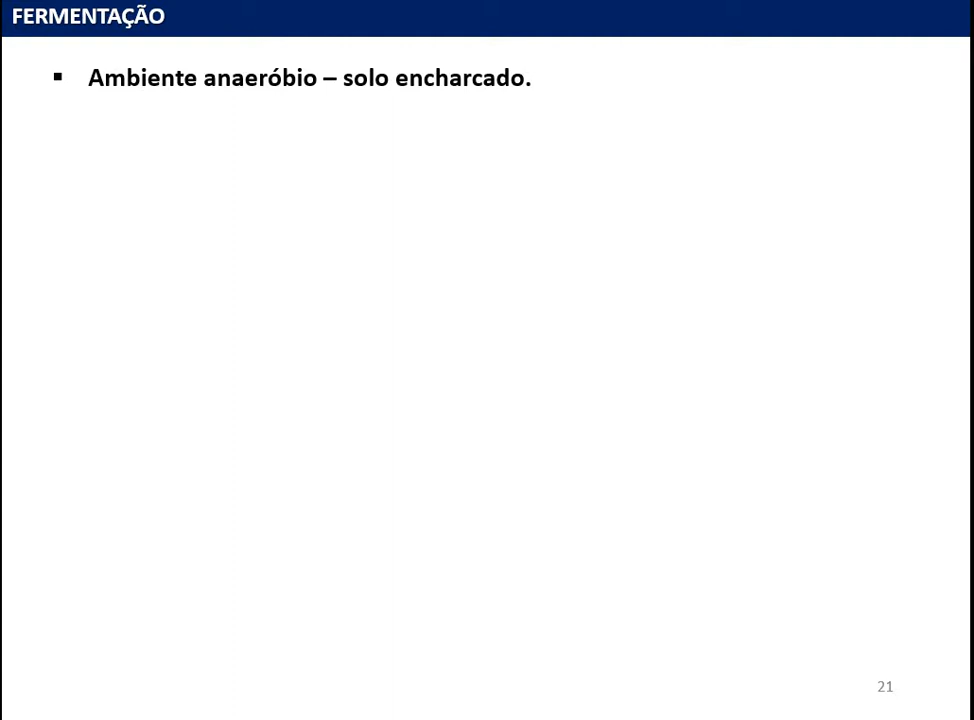 FERMENTAÇÃO
▪ Ambiente anaeróbio – solo encharcado.
21